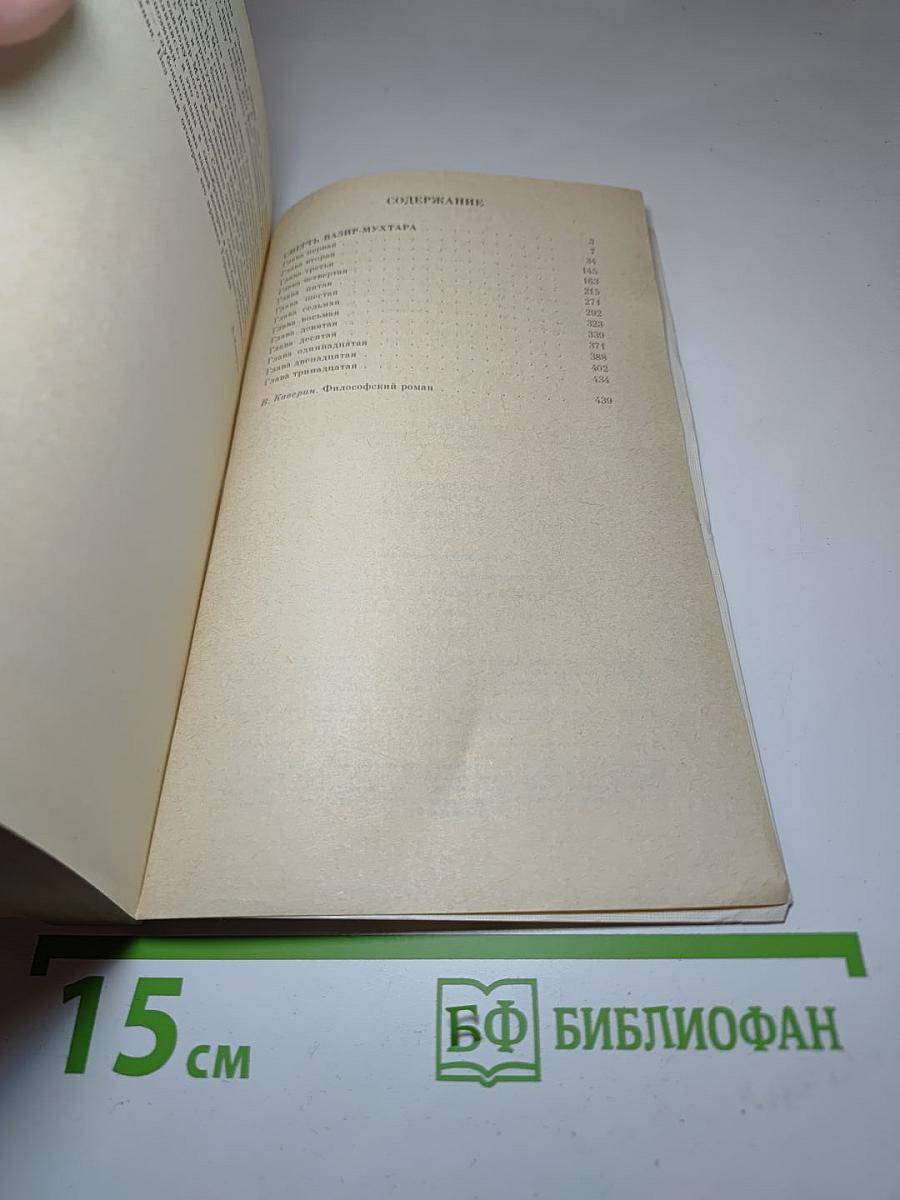 СОДЕРЖАНИЕ
СМЕРТЬ ВАЗИР-МУХТАРА 3
Глава первая 7
Глава вторая 34
Глава третья 145
Глава четвертая 163
Глава пятая 215
Глава шестая 271
Глава седьмая 292
Глава восьмая 323
Глава девятая 339
Глава десятая 371
Глава одиннадцатая 388
Глава двенадцатая 402
Глава тринадцатая 434
В. Каверин. Философский роман 439
15 см
БФ БИБЛИОФАН